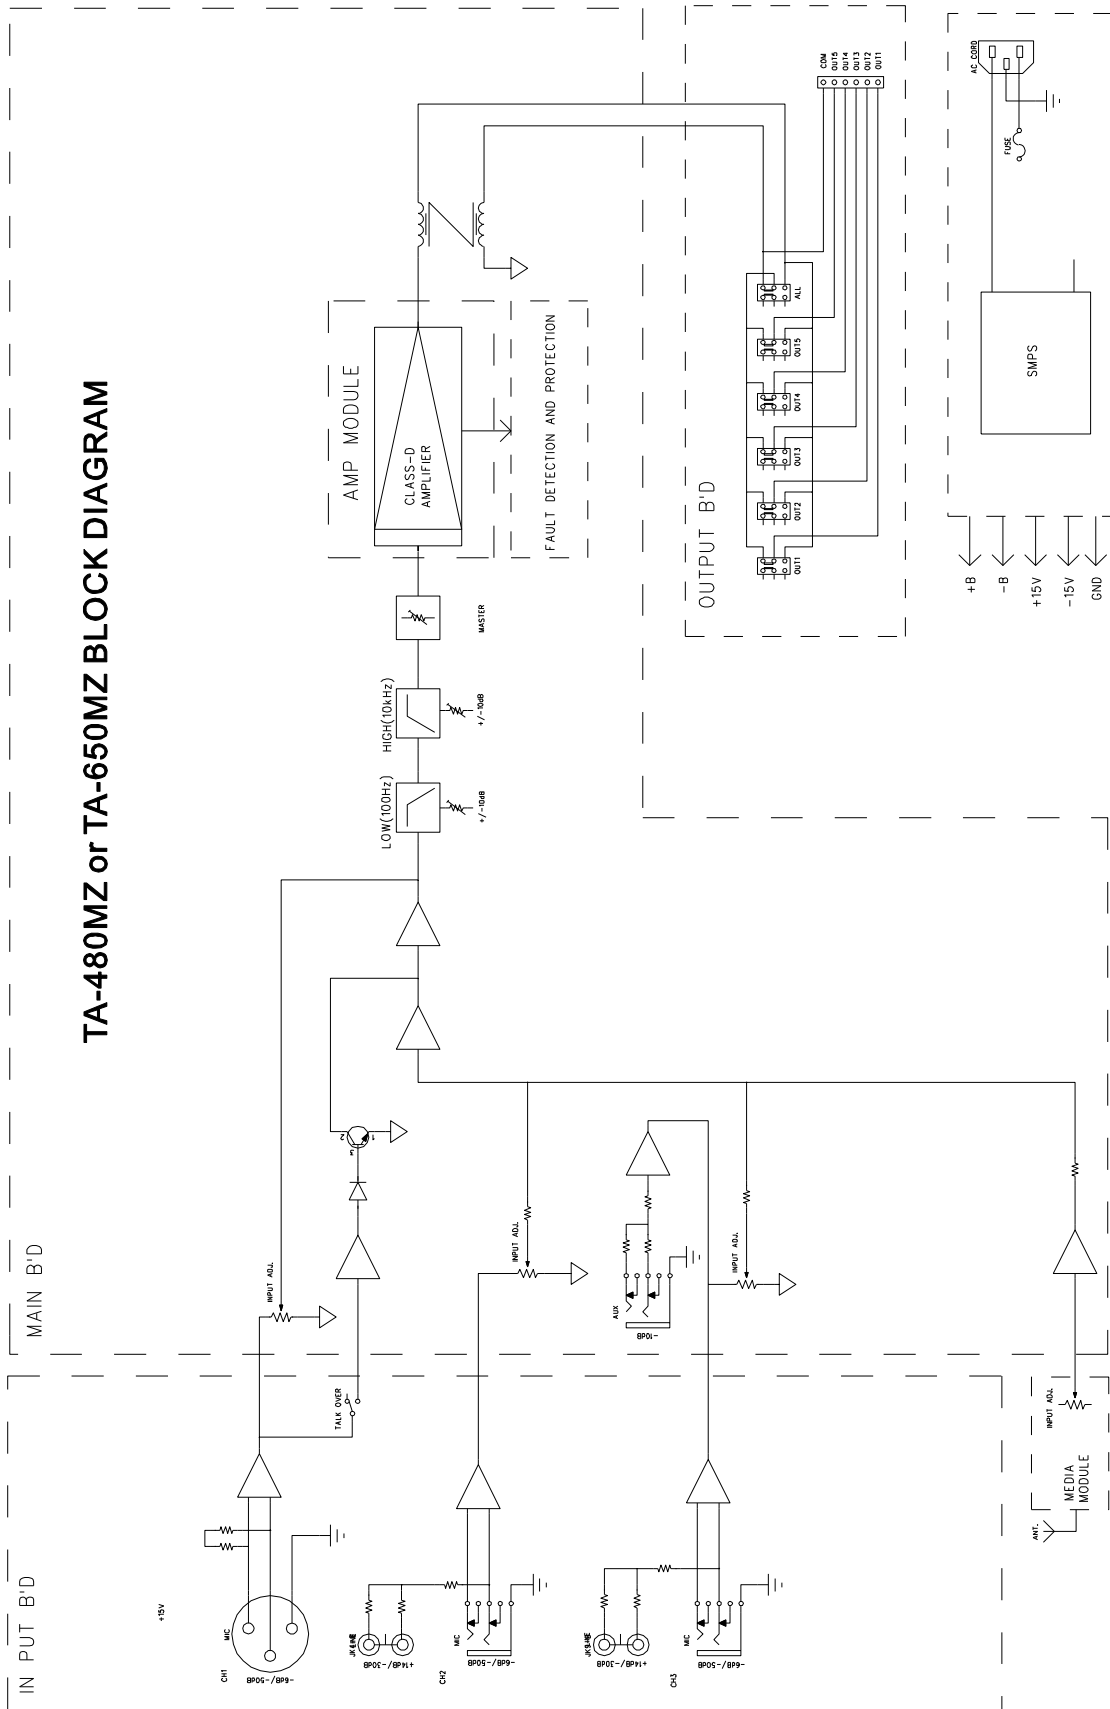 TA-480MZ or TA-650MZ BLOCK DIAGRAM
IN PUT B'D
MAIN B'D
+15V
CH1
MIC
-6dB/-50dB
TALK OVER
INPUT ADJ.
1
2
3
+14dB/-30dB
CH2
MIC
-6dB/-50dB
INPUT ADJ.
+14dB/-30dB
CH3
MIC
-6dB/-50dB
AUX
-10dB
INPUT ADJ.
ANT.
MEDIA
MODULE
INPUT ADJ.
LOW(100Hz)
+/-10dB
HIGH(10kHz)
+/-10dB
MASTER
AMP MODULE
CLASS-D
AMPLIFIER
FAULT DETECTION AND PROTECTION
OUTPUT B'D
OUT1
OUT2
OUT3
OUT4
OUT5
ALL
COM
OUT5
OUT4
OUT3
OUT2
OUT1
AC CORD
FUSE
SMPS
+B
-B
+15V
-15V
GND